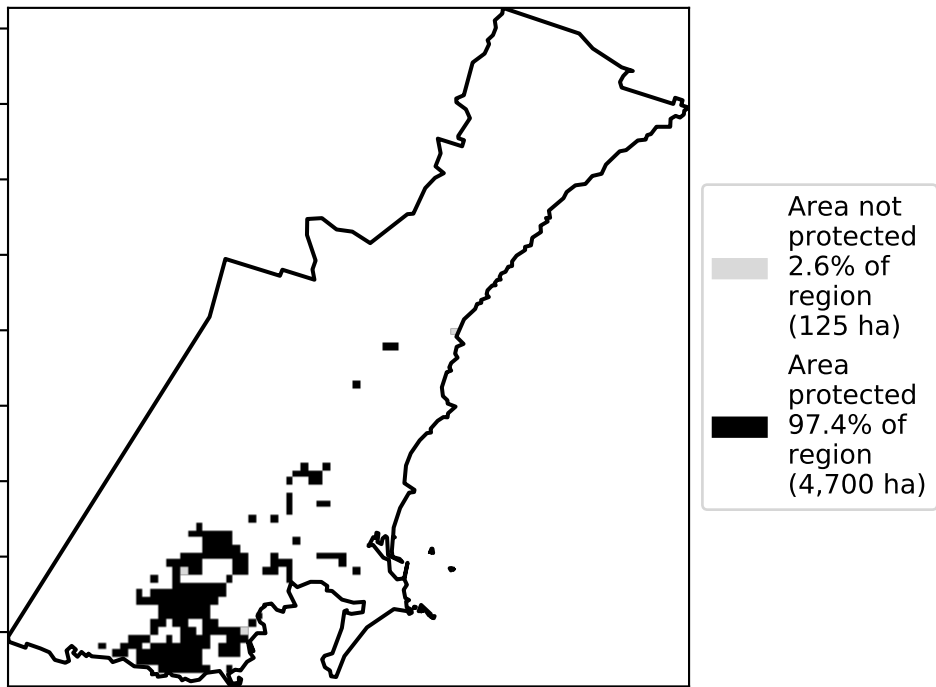 Area not
protected
2.6% of
region
(125 ha)
Area
protected
97.4% of
region
(4,700 ha)